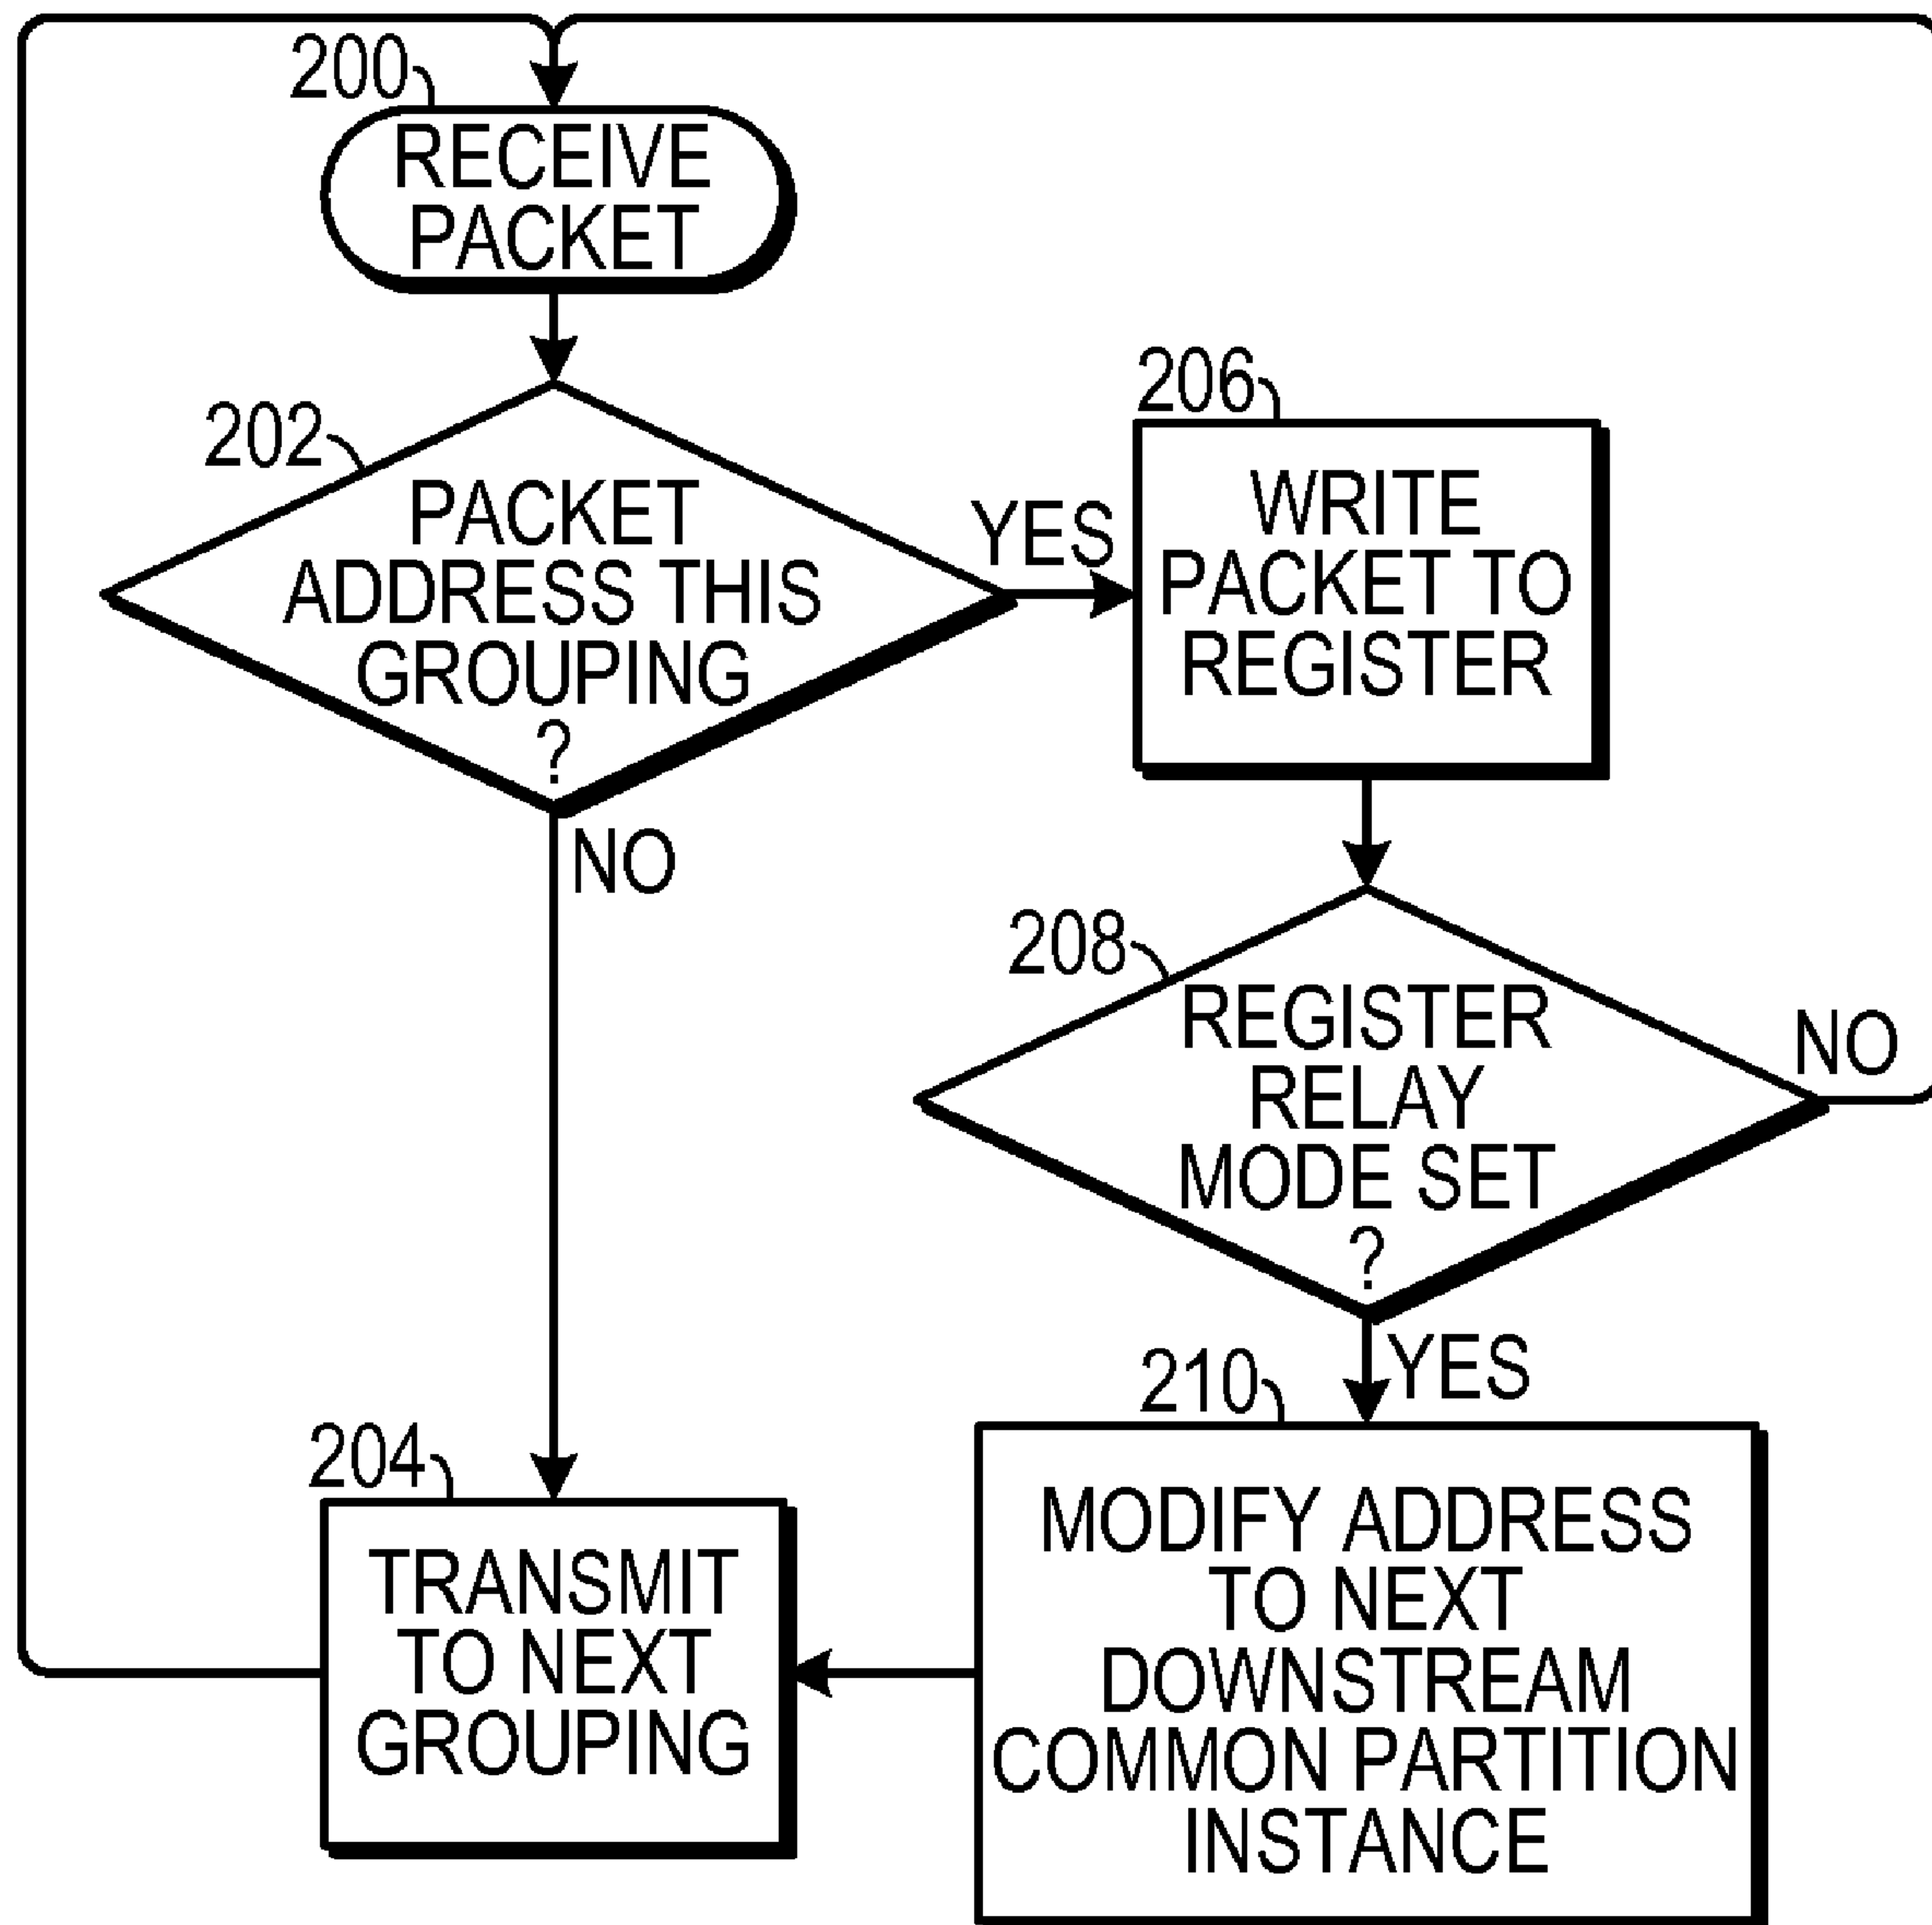 200
RECEIVE
PACKET
202
PACKET
ADDRESS THIS
GROUPING
?
YES
NO
206
WRITE
PACKET TO
REGISTER
208
REGISTER
RELAY
MODE SET
?
NO
YES
210
MODIFY ADDRESS
TO NEXT
DOWNSTREAM
COMMON PARTITION
INSTANCE
204
TRANSMIT
TO NEXT
GROUPING